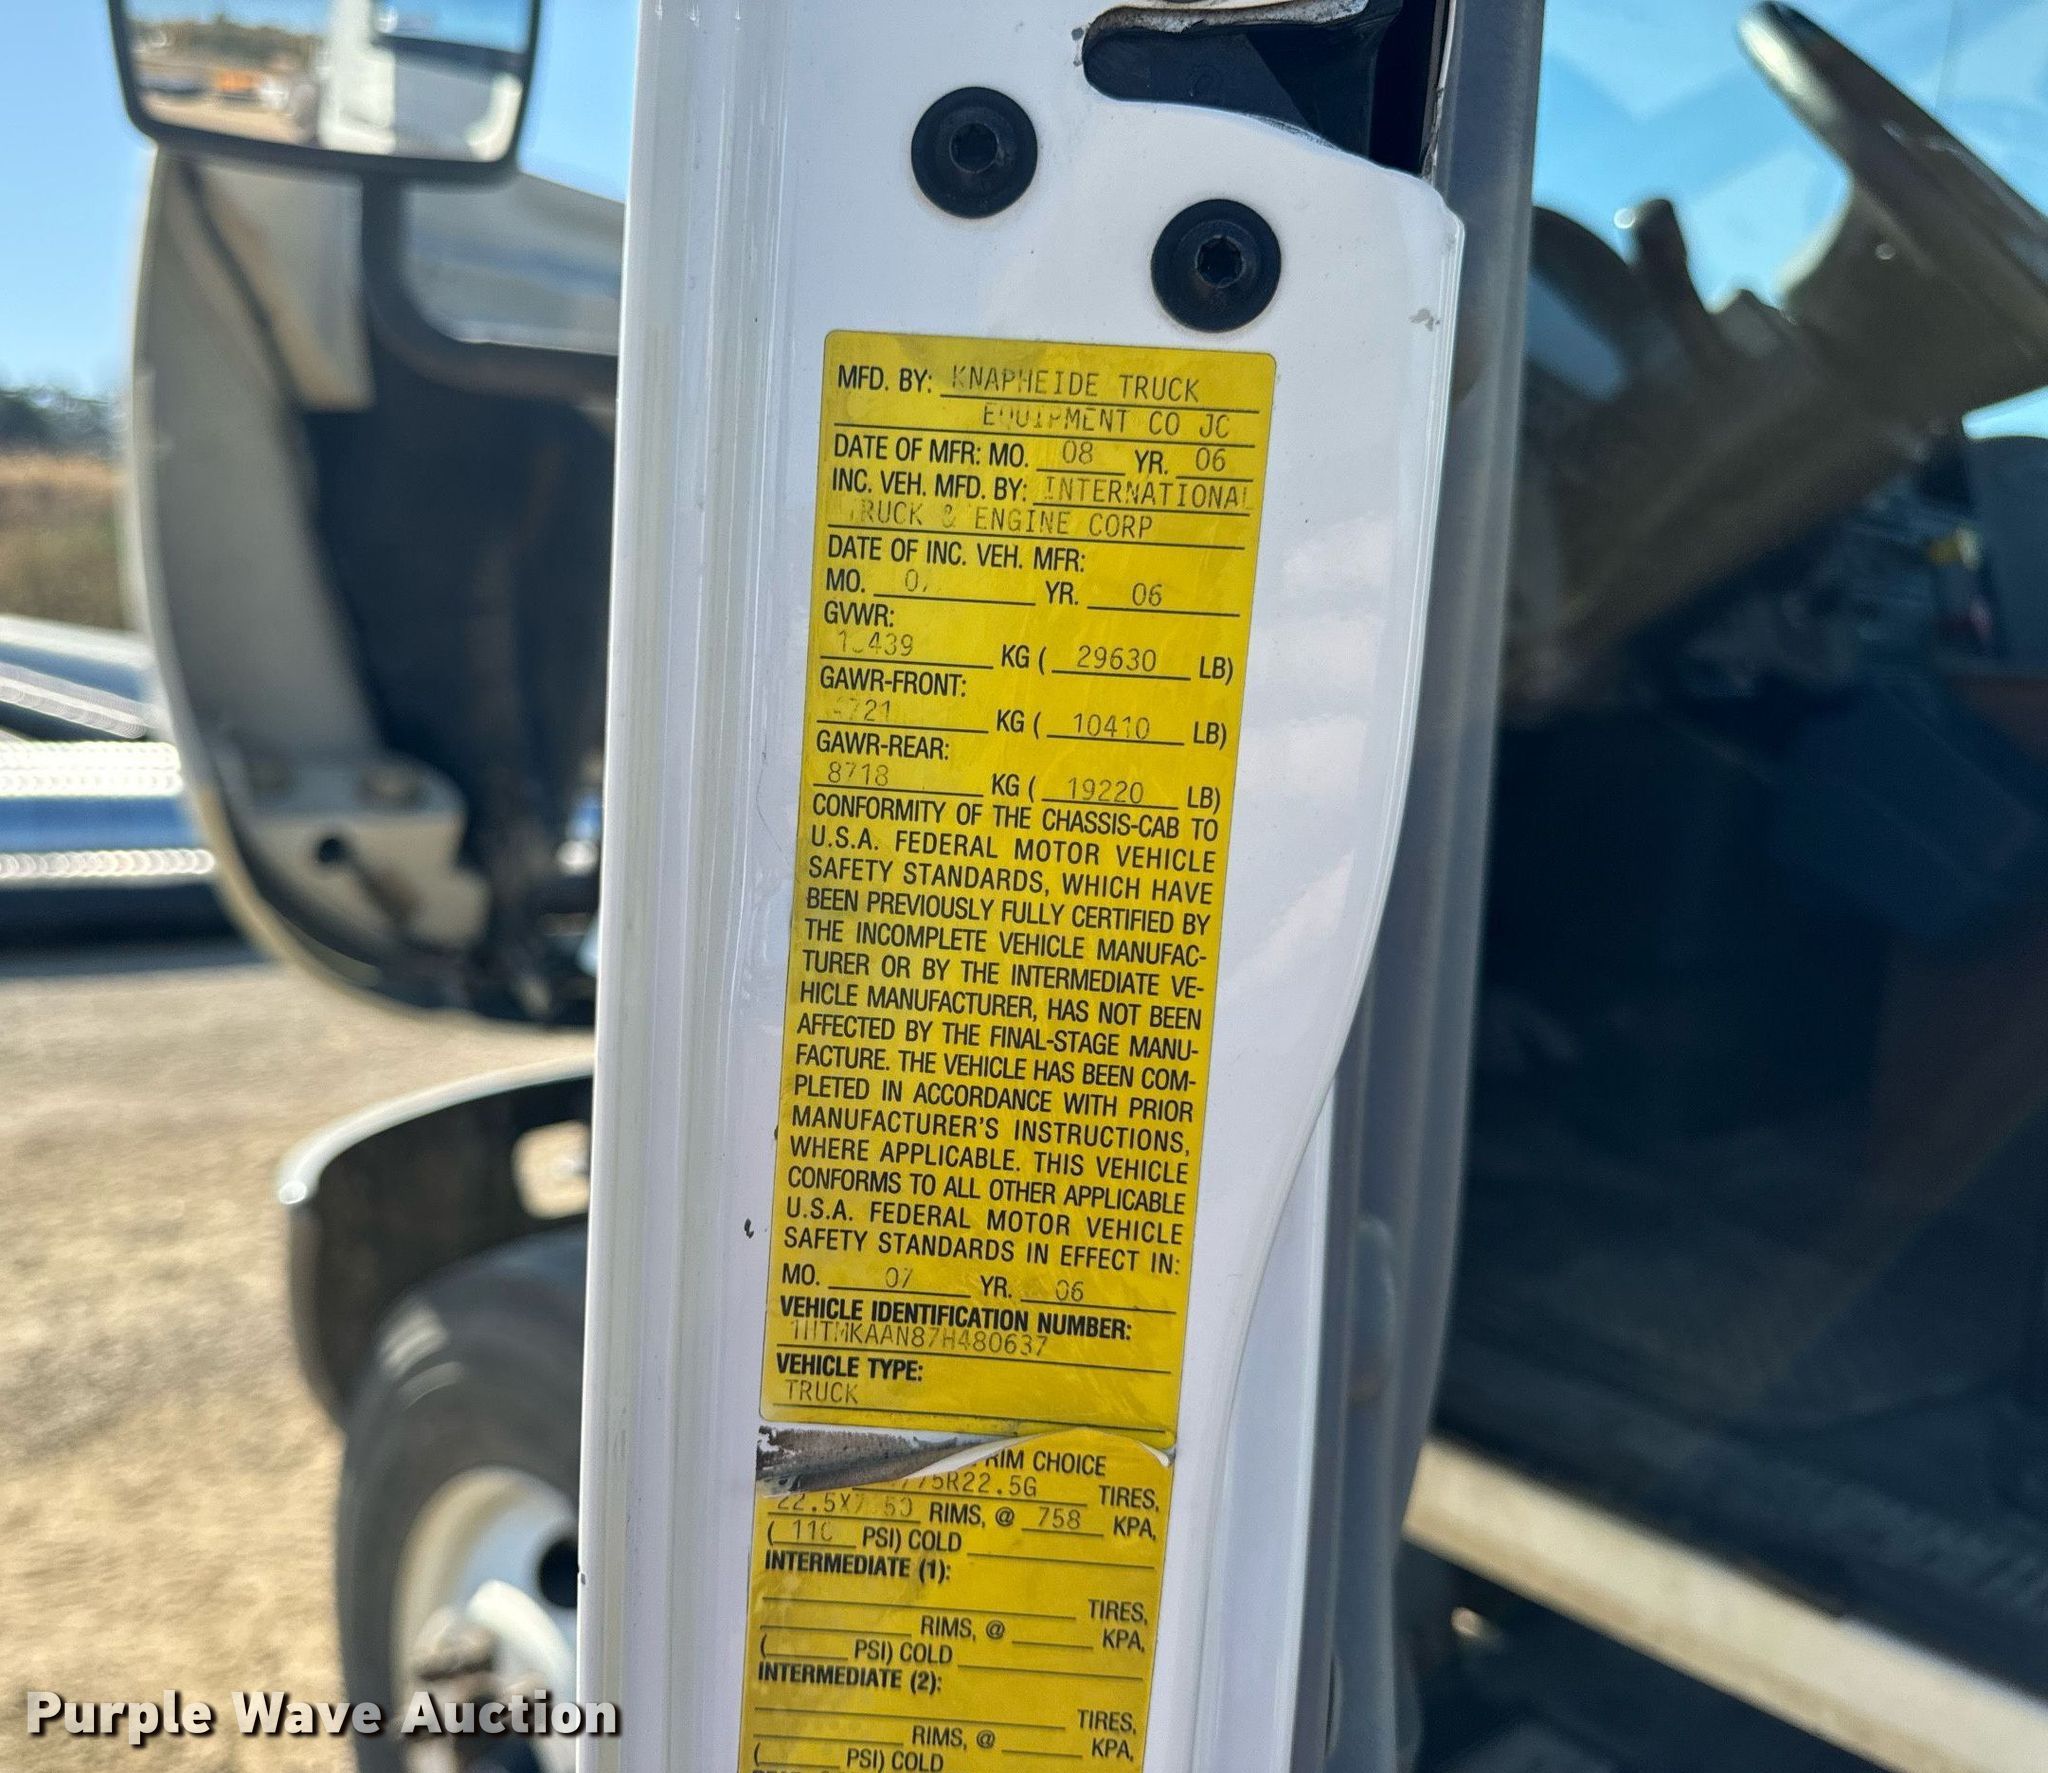 MFD. BY: KNAPHEIDE TRUCK
EQUIPMENT CO JC
DATE OF MFR: MO. 08 YR. 06
INC. VEH. MFD. BY: INTERNATIONAL
TRUCK & ENGINE CORP
DATE OF INC. VEH. MFR:
MO. YR. 06
GVWR:
KG ( 29630 LB)
GAWR-FRONT:
KG ( 10410 LB)
GAWR-REAR:
8718 KG ( 19220 LB)
CONFORMITY OF THE CHASSIS-CAB TO
U.S.A. FEDERAL MOTOR VEHICLE
SAFETY STANDARDS, WHICH HAVE
BEEN PREVIOUSLY FULLY CERTIFIED BY
THE INCOMPLETE VEHICLE MANUFAC-
TURER OR BY THE INTERMEDIATE VE-
HICLE MANUFACTURER, HAS NOT BEEN
AFFECTED BY THE FINAL-STAGE MANU-
FACTURE. THE VEHICLE HAS BEEN COM-
PLETED IN ACCORDANCE WITH PRIOR
MANUFACTURER'S INSTRUCTIONS,
WHERE APPLICABLE. THIS VEHICLE
CONFORMS TO ALL OTHER APPLICABLE
U.S.A. FEDERAL MOTOR VEHICLE
SAFETY STANDARDS IN EFFECT IN:
MO. 07 YR. 06
VEHICLE IDENTIFICATION NUMBER:
1HTMKAAN87H480637
VEHICLE TYPE:
TRUCK
RIM CHOICE
75R22.5G TIRES,
RIMS, @ 758 KPA,
( 110 PSI) COLD
INTERMEDIATE (1):
TIRES,
RIMS, @ KPA,
( PSI) COLD
INTERMEDIATE (2):
TIRES,
RIMS, @ KPA,
( PSI) COLD
Purple Wave Auction